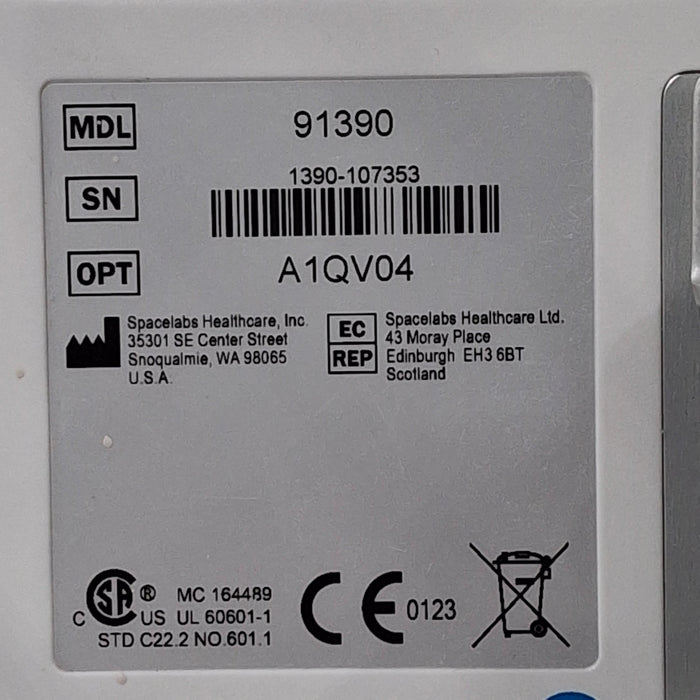 MDL 91390
1390-107353
SN
OPT A1QV04
Spacelabs Healthcare, Inc.
35301 SE Center Street
Snoqualmie, WA 98065
U.S.A.
EC
REP
Spacelabs Healthcare Ltd.
43 Moray Place
Edinburgh EH3 6BT
Scotland
C SA ® US
MC 164489
UL 60601-1
STD C22.2 NO.601.1
CE 0123